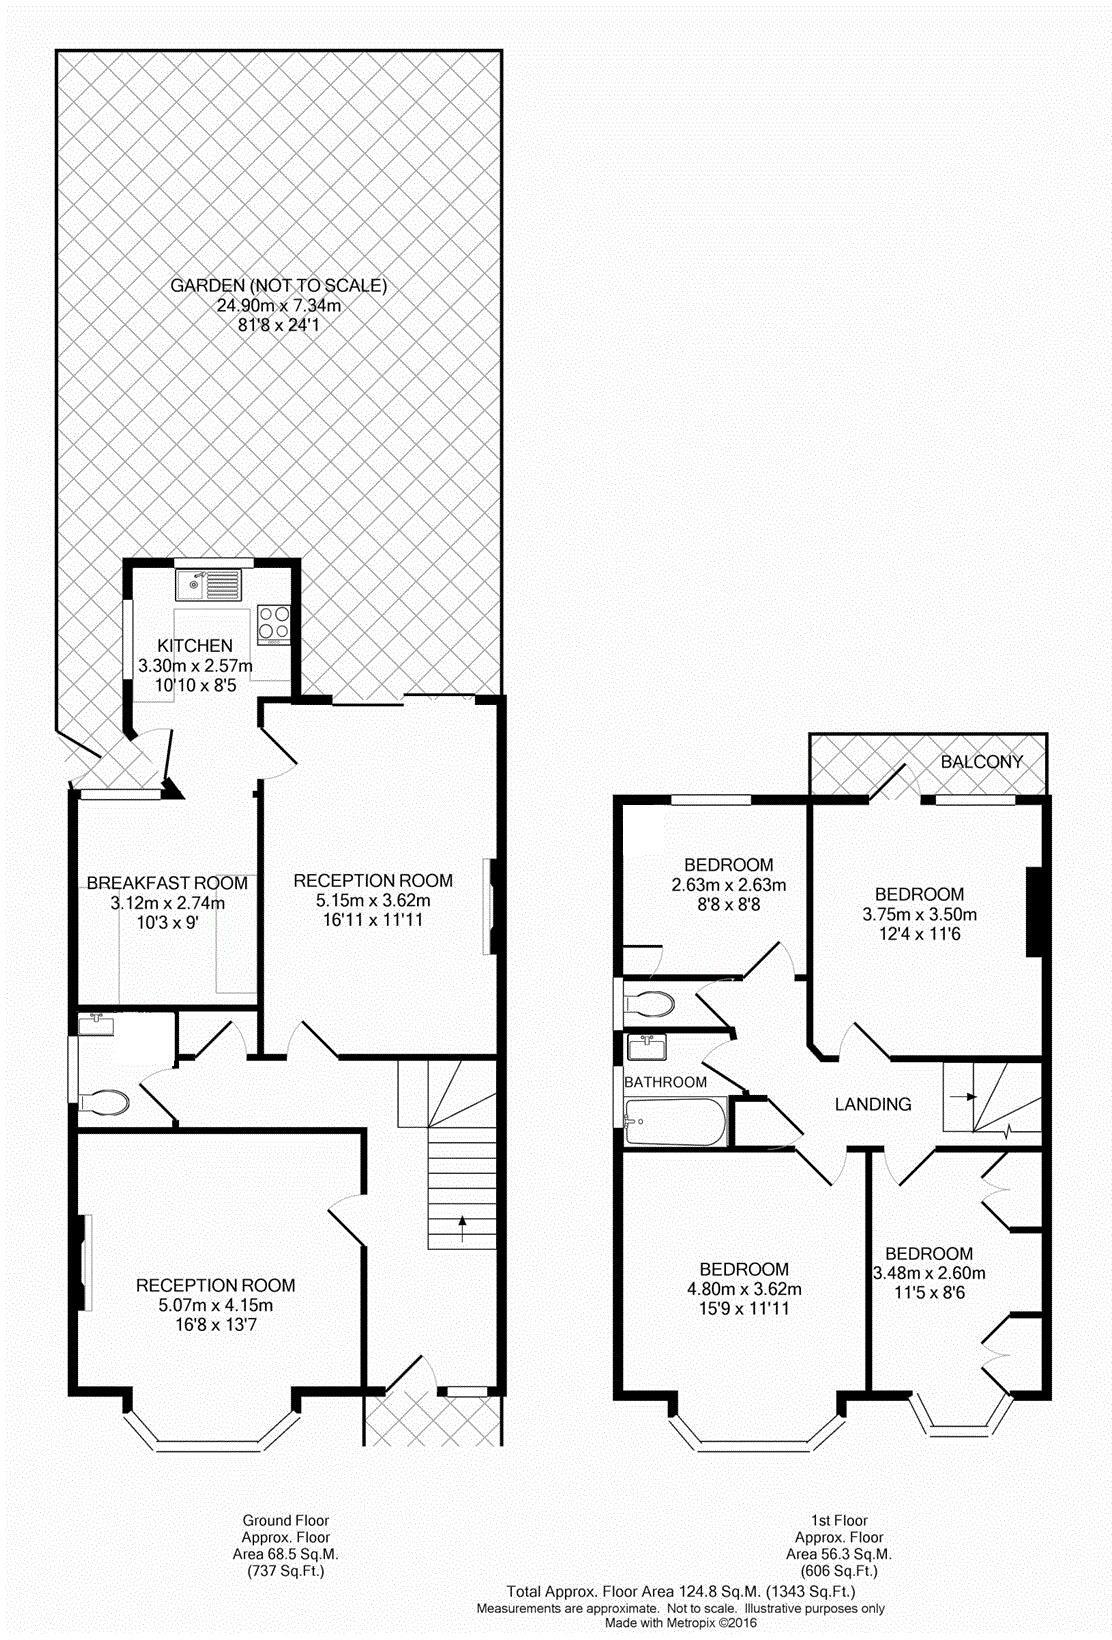 GARDEN (NOT TO SCALE)
24.90m x 7.34m
81'8 x 24'1
KITCHEN
3.30m x 2.57m
10'10 x 8'5
BREAKFAST ROOM
3.12m x 2.74m
10'3 x 9'
RECEPTION ROOM
5.15m x 3.62m
16'11 x 11'11
RECEPTION ROOM
5.07m x 4.15m
16'8 x 13'7
BALCONY
BEDROOM
2.63m x 2.63m
8'8 x 8'8
BEDROOM
3.75m x 3.50m
12'4 x 11'6
BATHROOM
LANDING
BEDROOM
4.80m x 3.62m
15'9 x 11'11
BEDROOM
3.48m x 2.60m
11'5 x 8'6
Ground Floor
Approx. Floor
Area 68.5 Sq.M.
(737 Sq.Ft.)
1st Floor
Approx. Floor
Area 56.3 Sq.M.
(606 Sq.Ft.)
Total Approx. Floor Area 124.8 Sq.M. (1343 Sq.Ft.)
Measurements are approximate. Not to scale. Illustrative purposes only
Made with Metropix ©2016